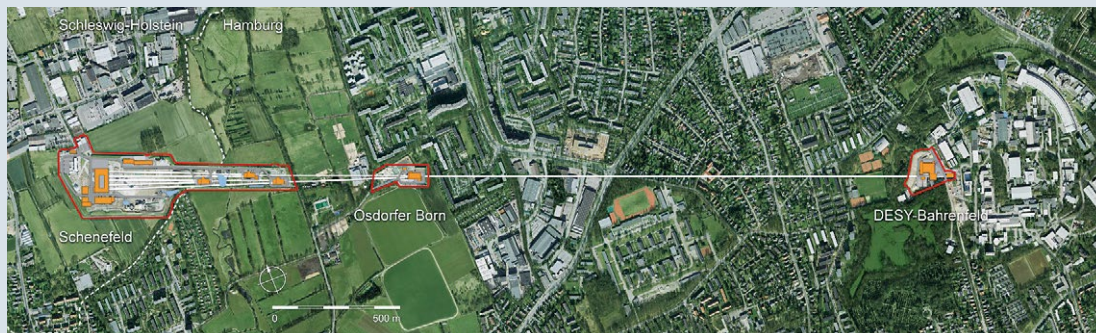 Schleswig-Holstein
Hamburg
Osdorfer Born
DESY-Bahrenfeld
Schenefeld
0
500 m